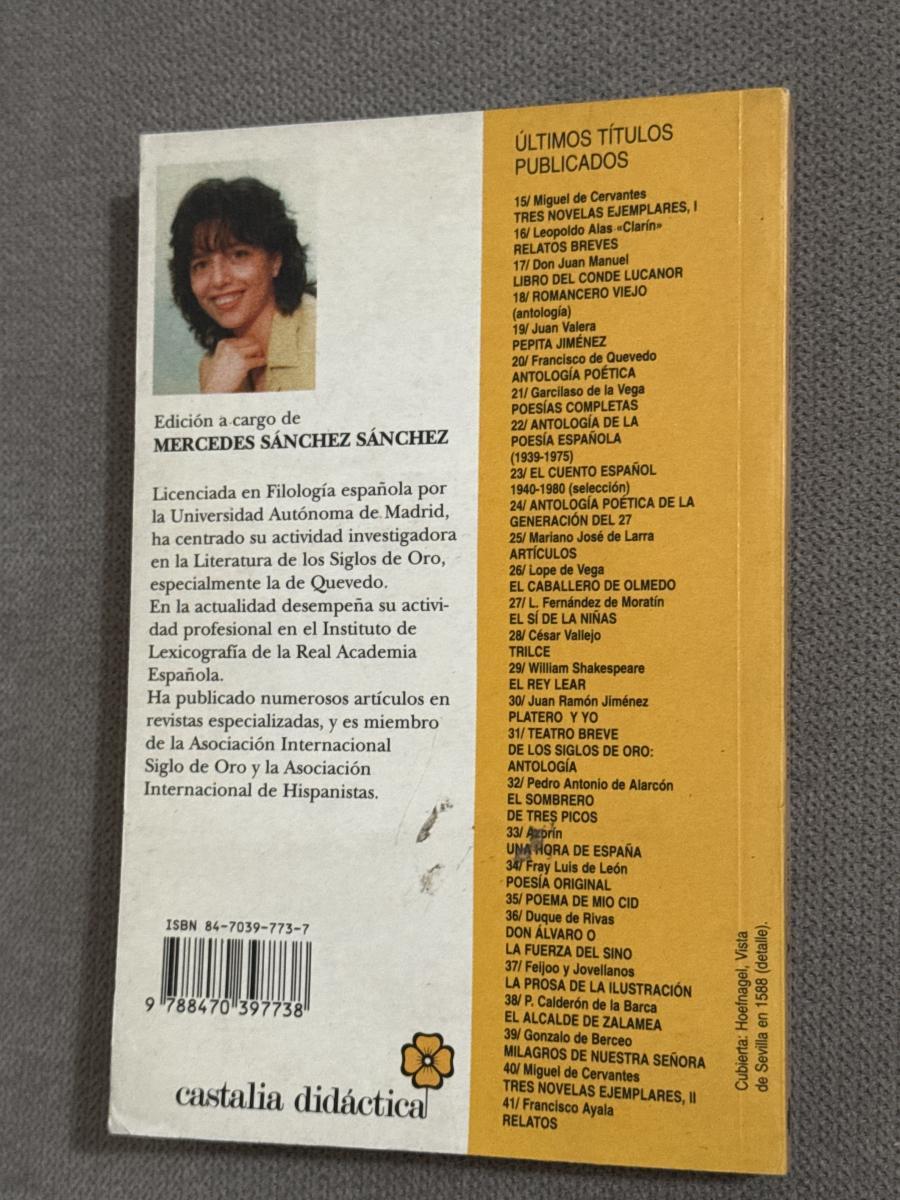 Edición a cargo de
MERCEDES SÁNCHEZ SÁNCHEZ
Licenciada en Filología española por
la Universidad Autónoma de Madrid,
ha centrado su actividad investigadora
en la Literatura de los Siglos de Oro,
especialmente la de Quevedo.
En la actualidad desempeña su activi-
dad profesional en el Instituto de
Lexicografía de la Real Academia
Española.
Ha publicado numerosos artículos en
revistas especializadas, y es miembro
de la Asociación Internacional
Siglo de Oro y la Asociación
Internacional de Hispanistas.
ISBN 84-7039-773-7
9 788470 397738
castalia didáctica
ÚLTIMOS TÍTULOS
PUBLICADOS
15/ Miguel de Cervantes
TRES NOVELAS EJEMPLARES, I
16/ Leopoldo Alas «Clarín»
RELATOS BREVES
17/ Don Juan Manuel
LIBRO DEL CONDE LUCANOR
18/ ROMANCERO VIEJO
(antología)
19/ Juan Valera
PEPITA JIMÉNEZ
20/ Francisco de Quevedo
ANTOLOGÍA POÉTICA
21/ Garcilaso de la Vega
POESÍAS COMPLETAS
22/ ANTOLOGÍA DE LA
POESÍA ESPAÑOLA
(1939-1975)
23/ EL CUENTO ESPAÑOL
1940-1980 (selección)
24/ ANTOLOGÍA POÉTICA DE LA
GENERACIÓN DEL 27
25/ Mariano José de Larra
ARTÍCULOS
26/ Lope de Vega
EL CABALLERO DE OLMEDO
27/ L. Fernández de Moratín
EL SÍ DE LA NIÑAS
28/ César Vallejo
TRILCE
29/ William Shakespeare
EL REY LEAR
30/ Juan Ramón Jiménez
PLATERO Y YO
31/ TEATRO BREVE
DE LOS SIGLOS DE ORO:
ANTOLOGÍA
32/ Pedro Antonio de Alarcón
EL SOMBRERO
DE TRES PICOS
33/ Azorín
UNA HORA DE ESPAÑA
34/ Fray Luis de León
POESÍA ORIGINAL
35/ POEMA DE MIO CID
36/ Duque de Rivas
DON ÁLVARO O
LA FUERZA DEL SINO
37/ Feijoo y Jovellanos
LA PROSA DE LA ILUSTRACIÓN
38/ P. Calderón de la Barca
EL ALCALDE DE ZALAMEA
39/ Gonzalo de Berceo
MILAGROS DE NUESTRA SEÑORA
40/ Miguel de Cervantes
TRES NOVELAS EJEMPLARES, II
41/ Francisco Ayala
RELATOS
Cubierta: Hoefnagel, Vista
de Sevilla en 1588 (detalle).